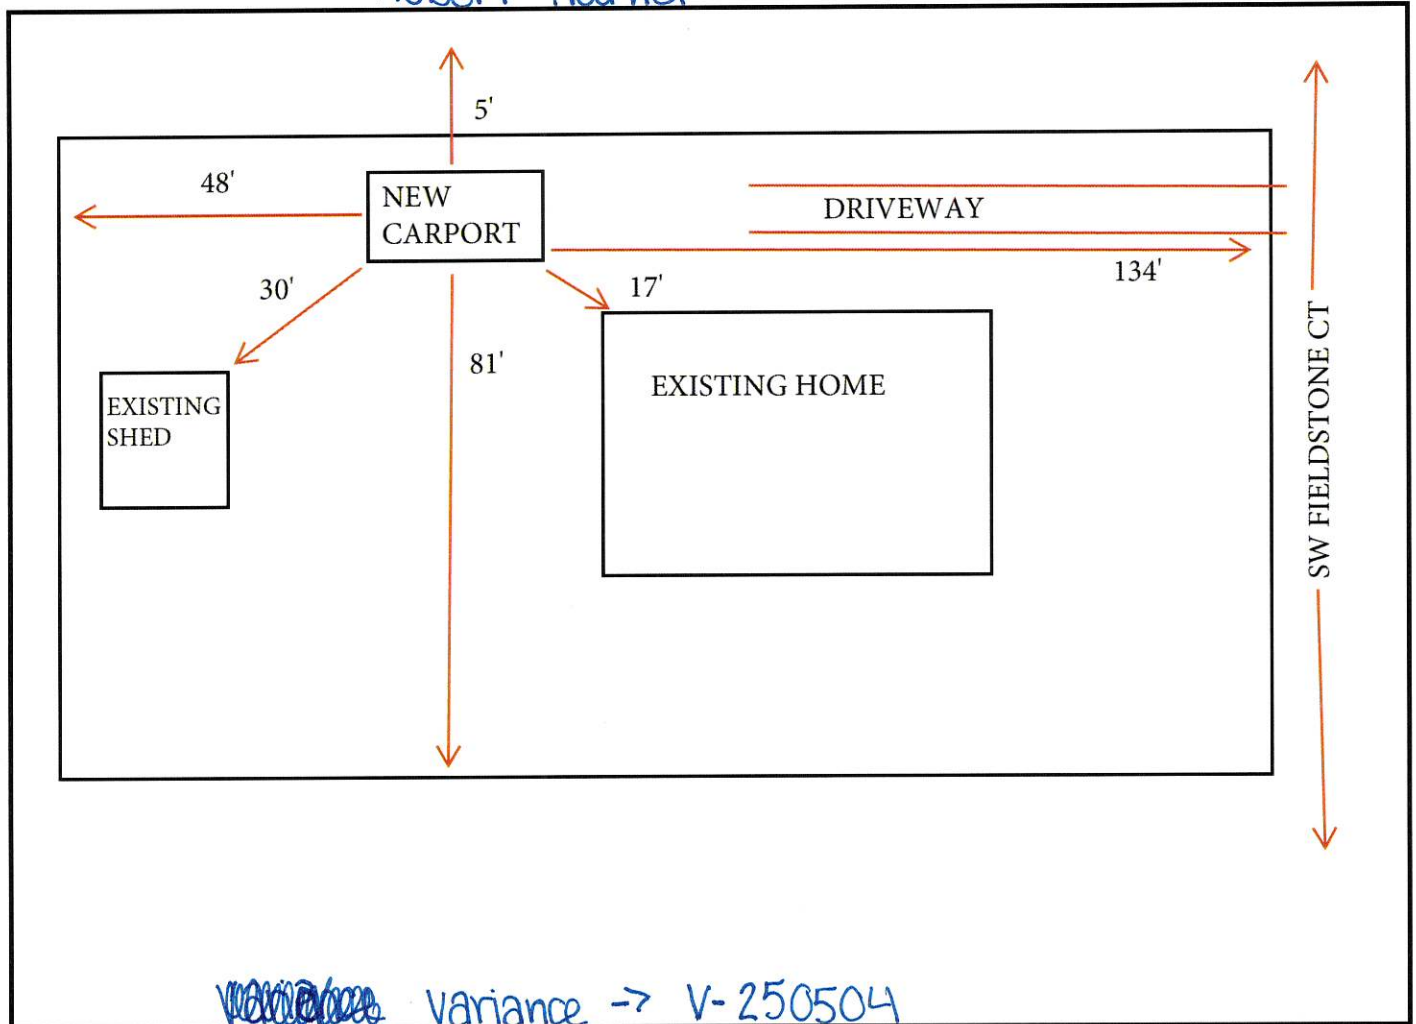 5'
48'
NEW
CARPORT
DRIVEWAY
134'
30'
17'
81'
EXISTING HOME
EXISTING
SHED
SW FIELDSTONE CT
variance -> V-250504